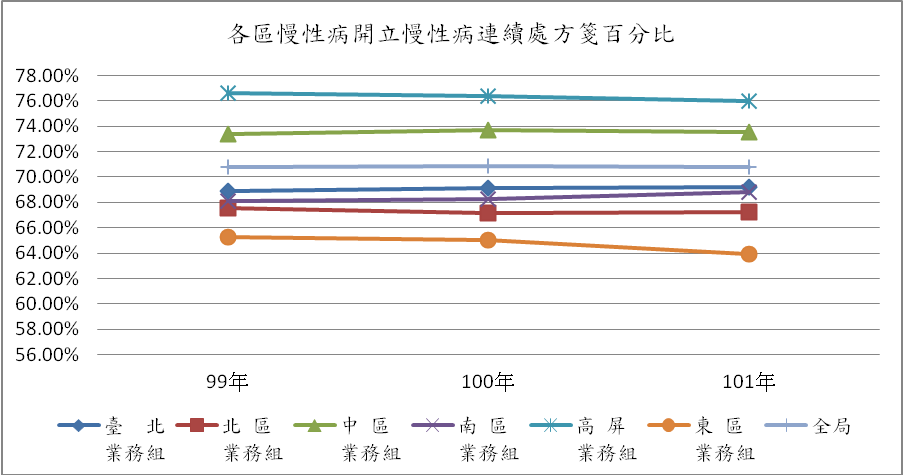 各區慢性病開立慢性病連續處方箋百分比
78.00%
76.00%
74.00%
72.00%
70.00%
68.00%
66.00%
64.00%
62.00%
60.00%
58.00%
56.00%
99年
100年
101年
臺 北
業務組
北 區
業務組
中 區
業務組
南 區
業務組
高 屏
業務組
東 區
業務組
全局